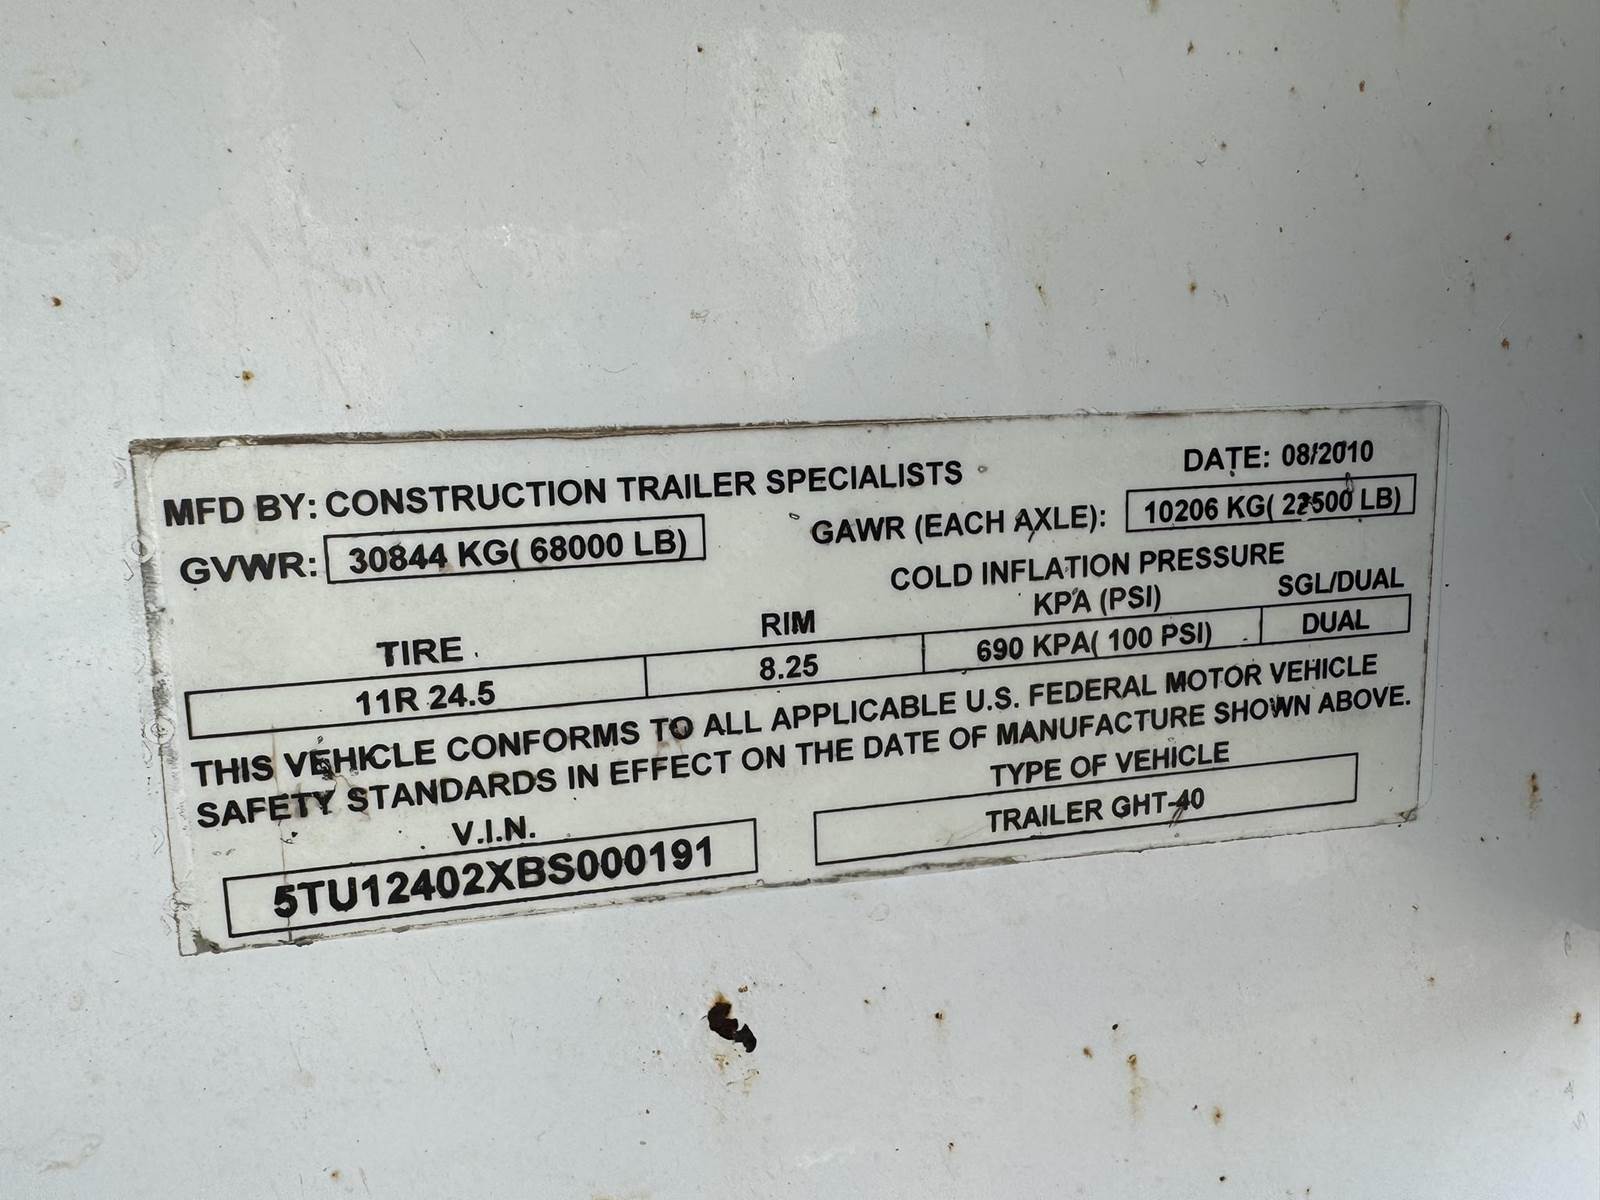 MFD BY: CONSTRUCTION TRAILER SPECIALISTS DATE: 08/2010
GVWR: 30844 KG( 68000 LB) GAWR (EACH AXLE): 10206 KG( 22500 LB)
COLD INFLATION PRESSURE
TIRE RIM KPA (PSI) SGL/DUAL
11R 24.5 8.25 690 KPA( 100 PSI) DUAL
THIS VEHICLE CONFORMS TO ALL APPLICABLE U.S. FEDERAL MOTOR VEHICLE
SAFETY STANDARDS IN EFFECT ON THE DATE OF MANUFACTURE SHOWN ABOVE.
V.I.N. TYPE OF VEHICLE
5TU12402XBS000191 TRAILER GHT-40